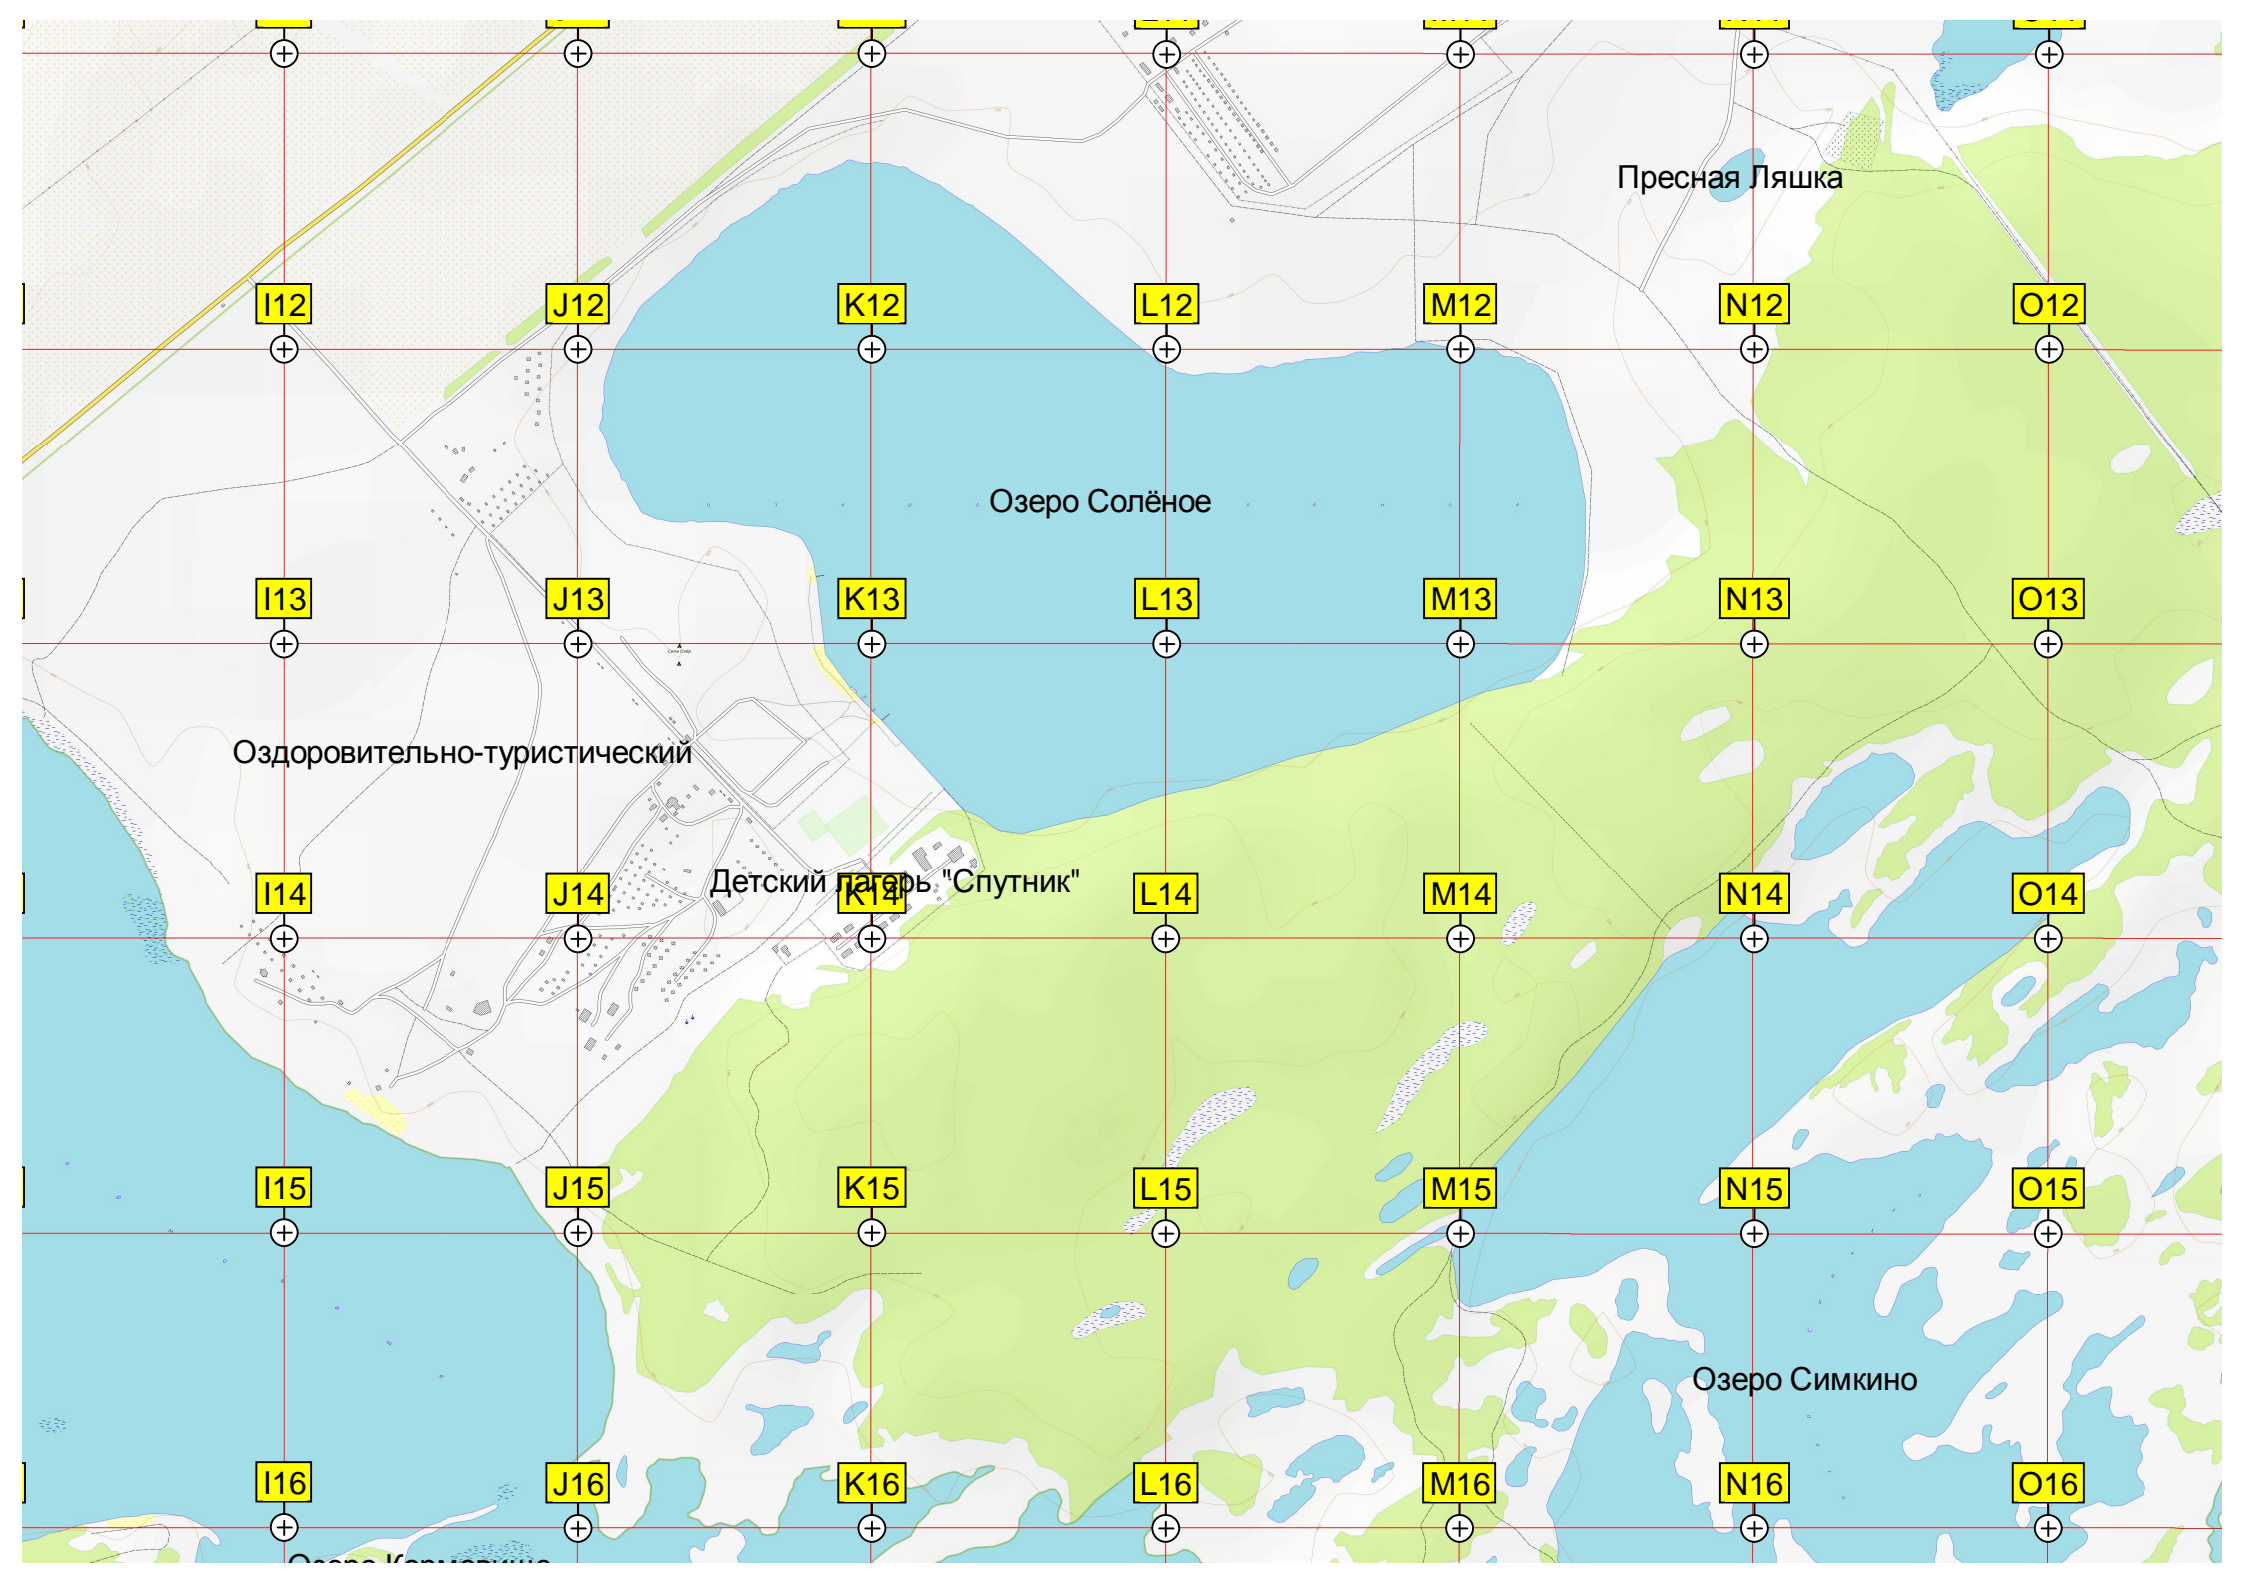 Пресная Ляшка
I12
J12
K12
L12
M12
N12
O12
Озеро Солёное
I13
J13
K13
L13
M13
N13
O13
Оздоровительно-туристический
Детский лагерь "Спутник"
I14
J14
K14
L14
M14
N14
O14
I15
J15
K15
L15
M15
N15
O15
Озеро Симкино
I16
J16
K16
L16
M16
N16
O16